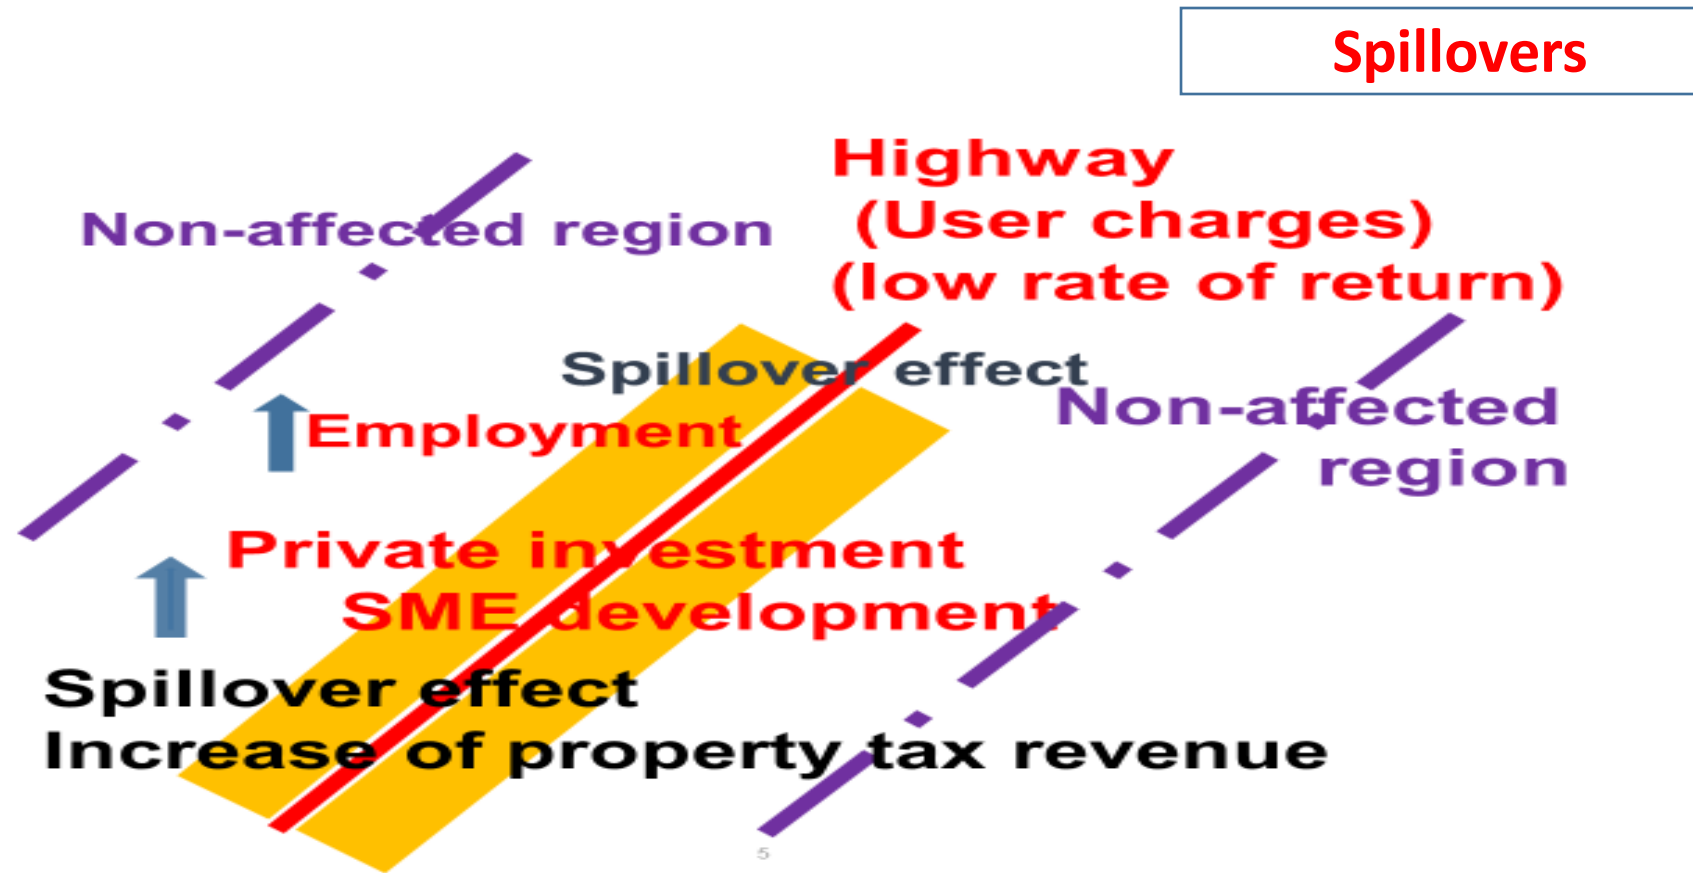 Spillovers
Highway
(User charges)
(low rate of return)
Non-affected region
Spillover effect
Non-affected
region
Employment
Private investment
SME development
Spillover effect
Increase of property tax revenue
5